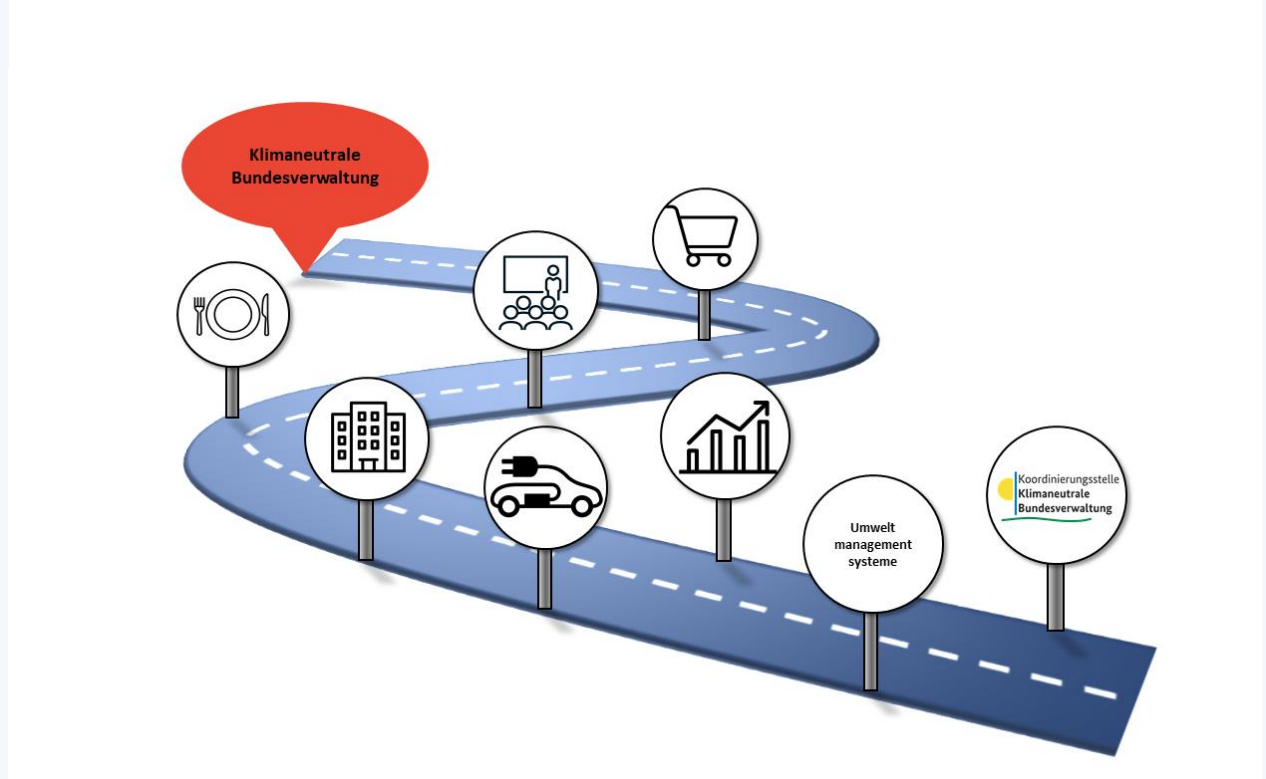 Klimaneutrale
Bundesverwaltung
Umwelt
management
systeme
Koordinierungsstelle
Klimaneutrale
Bundesverwaltung